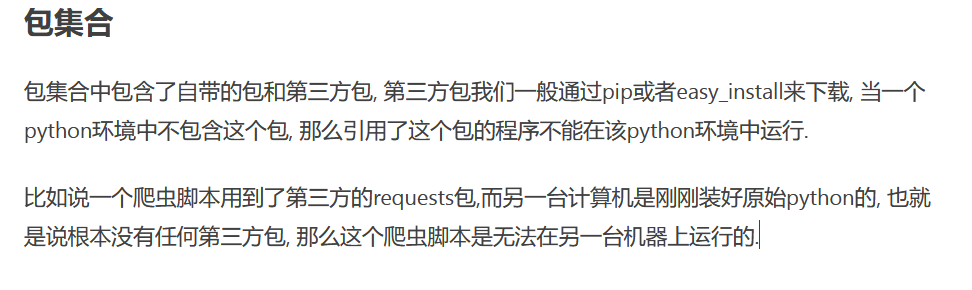 包集合
包集合中包含了自带的包和第三方包, 第三方包我们一般通过pip或者easy_install来下载, 当一个
python环境中不包含这个包, 那么引用了这个包的程序不能在该python环境中运行.
比如说一个爬虫脚本用到了第三方的requests包,而另一台计算机是刚刚装好原始python的, 也就
是说根本没有任何第三方包, 那么这个爬虫脚本是无法在另一台机器上运行的.